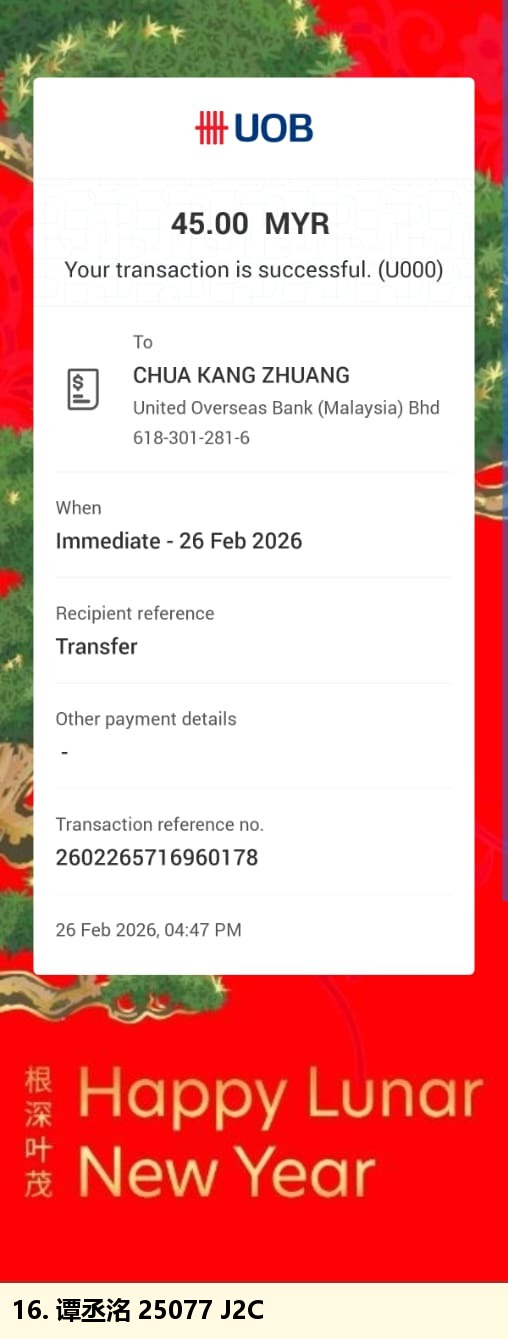 UOB
45.00 MYR
Your transaction is successful. (U000)
To
CHUA KANG ZHUANG
United Overseas Bank (Malaysia) Bhd
618-301-281-6
When
Immediate - 26 Feb 2026
Recipient reference
Transfer
Other payment details
-
Transaction reference no.
2602265716960178
26 Feb 2026, 04:47 PM
根深叶茂
Happy Lunar
New Year
16. 谭丞洺 25077 J2C